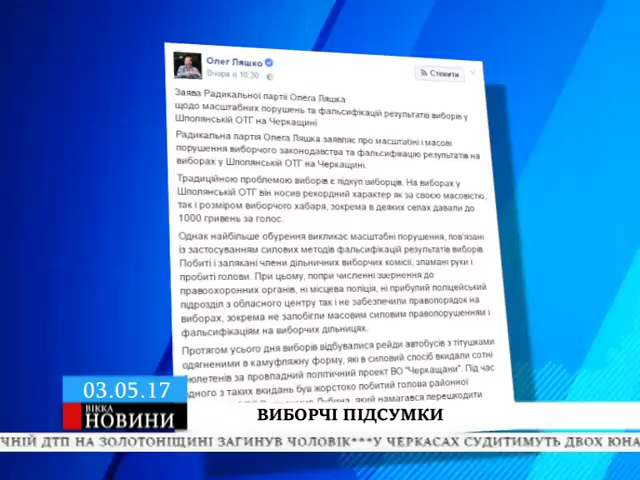 Олег Ляшко
Вчора о 10:30
Стежити
Заява Радикальної партії Олега Ляшка
щодо масштабних порушень та фальсифікацій результатів виборів у
Шполянській ОТГ на Черкащині
Радикальна партія Олега Ляшка заявляє про масштабні і масові
порушення виборчого законодавства та фальсифікацію результатів на
виборах у Шполянській ОТГ на Черкащині.
Традиційною проблемою виборів є підкуп виборців. На виборах у
Шполянській ОТГ він носив рекордний характер як за своєю масовістю,
так і розміром виборчого хабаря, зокрема в деяких селах давали до
1000 гривень за голос.
Однак найбільше обурення викликає масштабні порушення, пов'язані
із застосуванням силових методів фальсифікації результатів виборів.
Побиті і залякані члени дільничних виборчих комісії, зламані руки і
пробиті голови. При цьому, попри численні звернення до
правоохоронних органів, ні місцева поліція, ні прибулий поліцейський
підрозділ з обласного центру так і не забезпечили правопорядок на
виборах, зокрема не запобігли масовим силовим правопорушенням і
фальсифікаціям на виборчих дільницях.
Протягом усього дня виборів відбувалися рейди автобусів з тітушками
одягненими в камуфляжну форму, які в силовий спосіб вкидали сотні
бюлетенів за провладний політичний проект ВО "Черкащани". Під час
одного з таких вкидань був жорстоко побитий голова районної
який намагався перешкодити
03.05.17
ВІККА
НОВИНИ
ВИБОРЧІ ПІДСУМКИ
ЧНІЙ ДТП НА ЗОЛОТОНІЩИНІ ЗАГИНУВ ЧОЛОВІК***У ЧЕРКАСАХ СУДИТИМУТЬ ДВОХ ЮНА